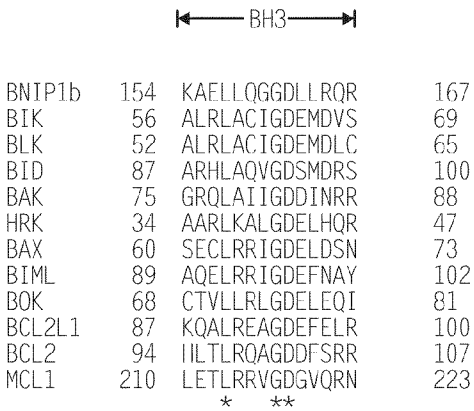 BH3
BNIP1b 154 KAELLQGGDLLRQR 167
BIK 56 ALRLACIGDEMDVS 69
BLK 52 ALRLACIGDEMDLC 65
BID 87 ARHLAQVGDSMDRS 100
BAK 75 GRQLAIIGDDINRR 88
HRK 34 AARLKALGDELHQR 47
BAX 60 SECLRRIGDELDSN 73
BIML 89 AQELRRIGDEFNAY 102
BOK 68 CTVLLRLGDELEQI 81
BCL2L1 87 KQALREAGDEFELR 100
BCL2 94 IILTLRQAGDDFSRR 107
MCL1 210 LETLRRVGDGVQRN 223
* **